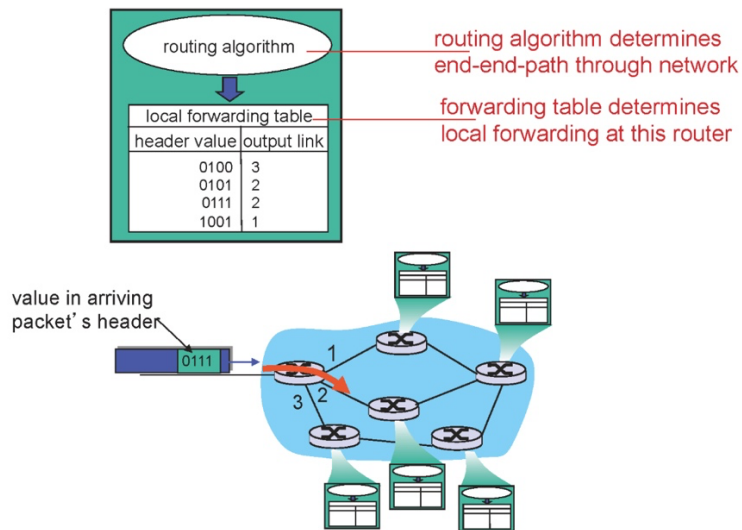 routing algorithm
routing algorithm determines
end-end-path through network
local forwarding table
forwarding table determines
local forwarding at this router
header value output link
0100 3
0101 2
0111 2
1001 1
value in arriving
packet's header
0111
1
2
3